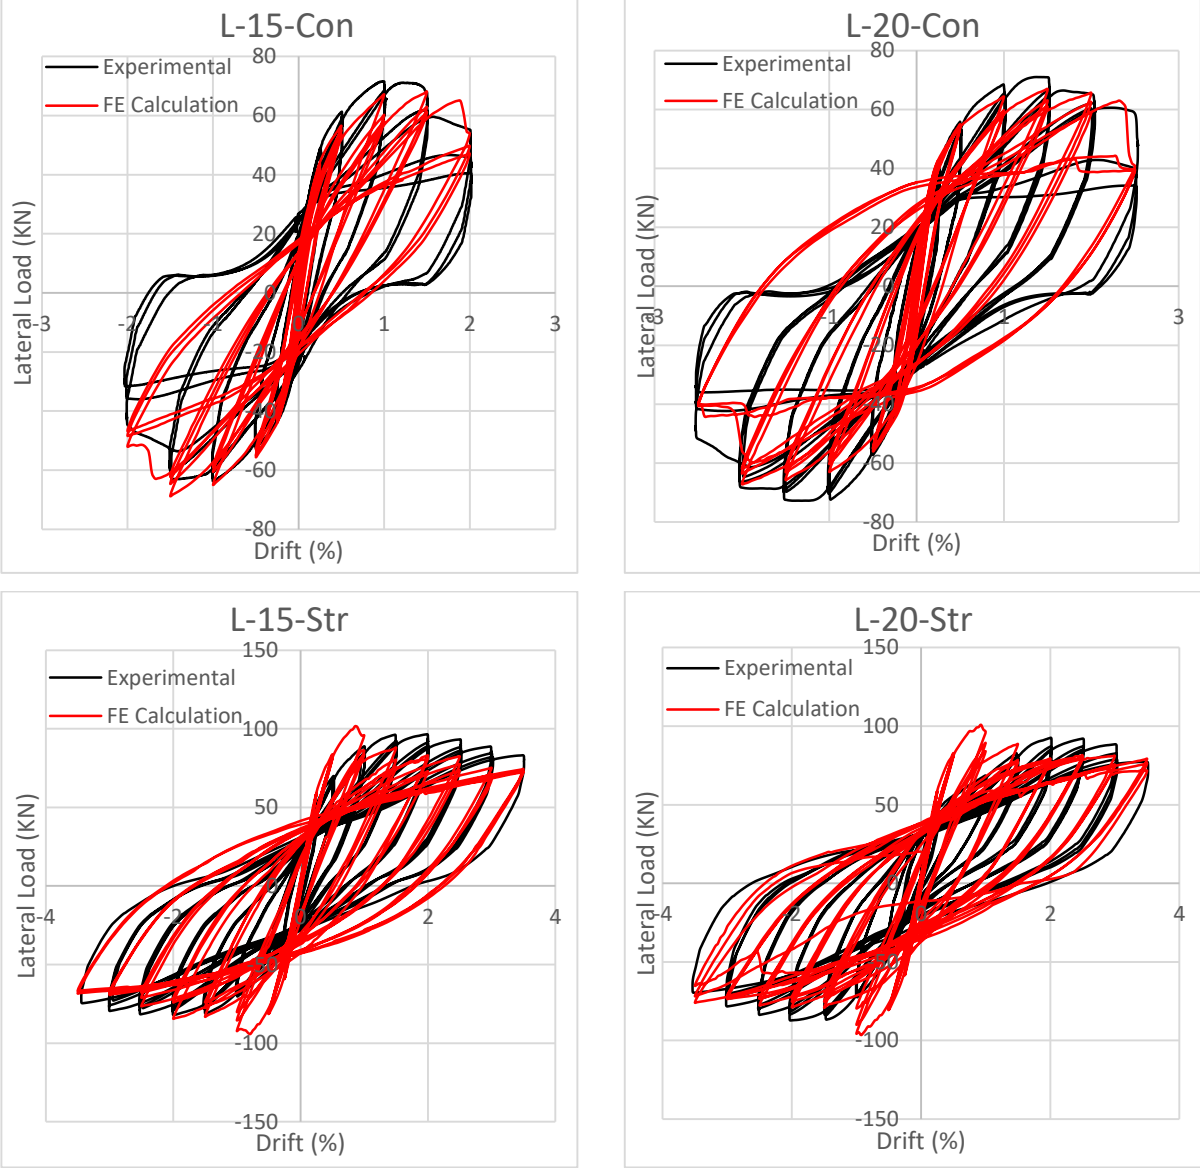 L-15-Con
80
Experimental
60
FE Calculation
40
20
0
-3
-2
-1
0
1
2
3
-20
-40
-60
-80
Lateral Load (KN)
Drift (%)
L-20-Con
80
Experimental
60
FE Calculation
40
20
0
-3
-1
1
3
-20
-40
-60
-80
Lateral Load (KN)
Drift (%)
L-15-Str
150
Experimental
FE Calculation
100
50
0
-4
-2
0
2
4
-50
-100
-150
Lateral Load (KN)
Drift (%)
L-20-Str
150
Experimental
FE Calculation
100
50
0
-4
-2
0
2
4
-50
-100
-150
Lateral Load (KN)
Drift (%)